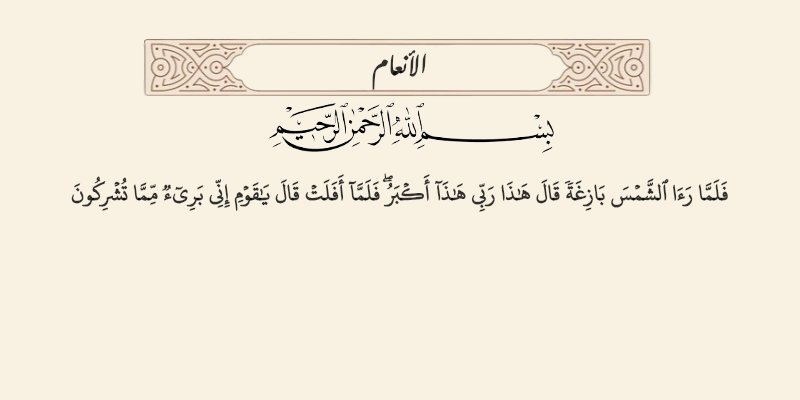 الأنعام
بِسْمِ ٱللَّهِ ٱلرَّحْمَٰنِ ٱلرَّحِيمِ
فَلَمَّا رَءَا ٱلشَّمْسَ بَازِغَةً قَالَ هَٰذَا رَبِّى هَٰذَآ أَكْبَرُ ۖ فَلَمَّآ أَفَلَتْ قَالَ يَٰقَوْمِ إِنِّى بَرِىٓءٌ مِّمَّا تُشْرِكُونَ